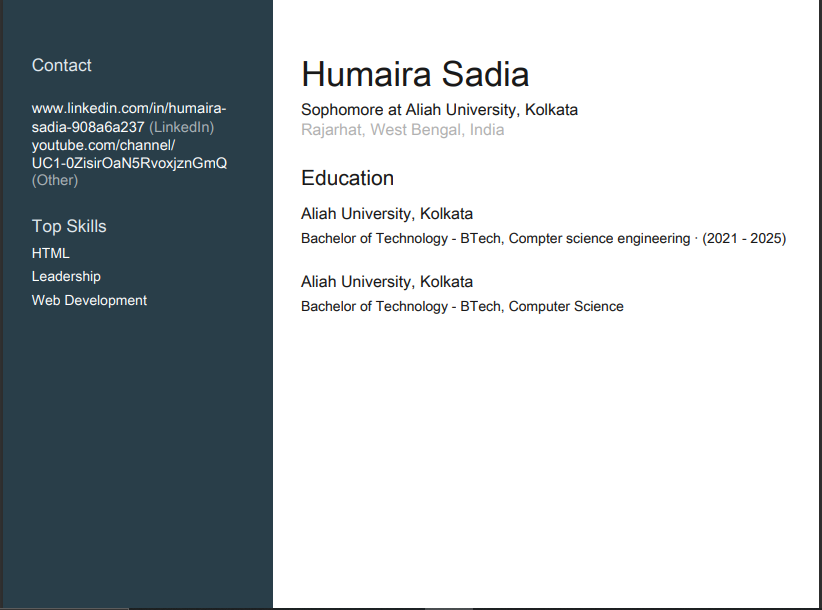 Contact
www.linkedin.com/in/humaira-
sadia-908a6a237 (LinkedIn)
youtube.com/channel/
UC1-0ZisirOaN5RvoxjznGmQ
(Other)
Top Skills
HTML
Leadership
Web Development
Humaira Sadia
Sophomore at Aliah University, Kolkata
Rajarhat, West Bengal, India
Education
Aliah University, Kolkata
Bachelor of Technology - BTech, Compter science engineering · (2021 - 2025)
Aliah University, Kolkata
Bachelor of Technology - BTech, Computer Science